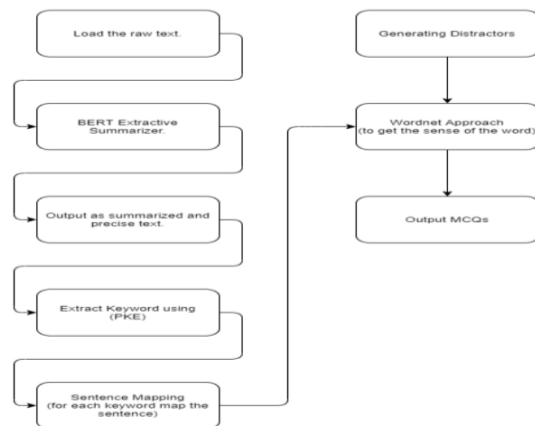 Load the raw text.
BERT Extractive
Summarizer.
Output as summarized and
precise text.
Extract Keyword using
(PKE)
Sentence Mapping
(for each keyword map the
sentence)
Generating Distractors
Wordnet Approach
(to get the sense of the word)
Output MCQs